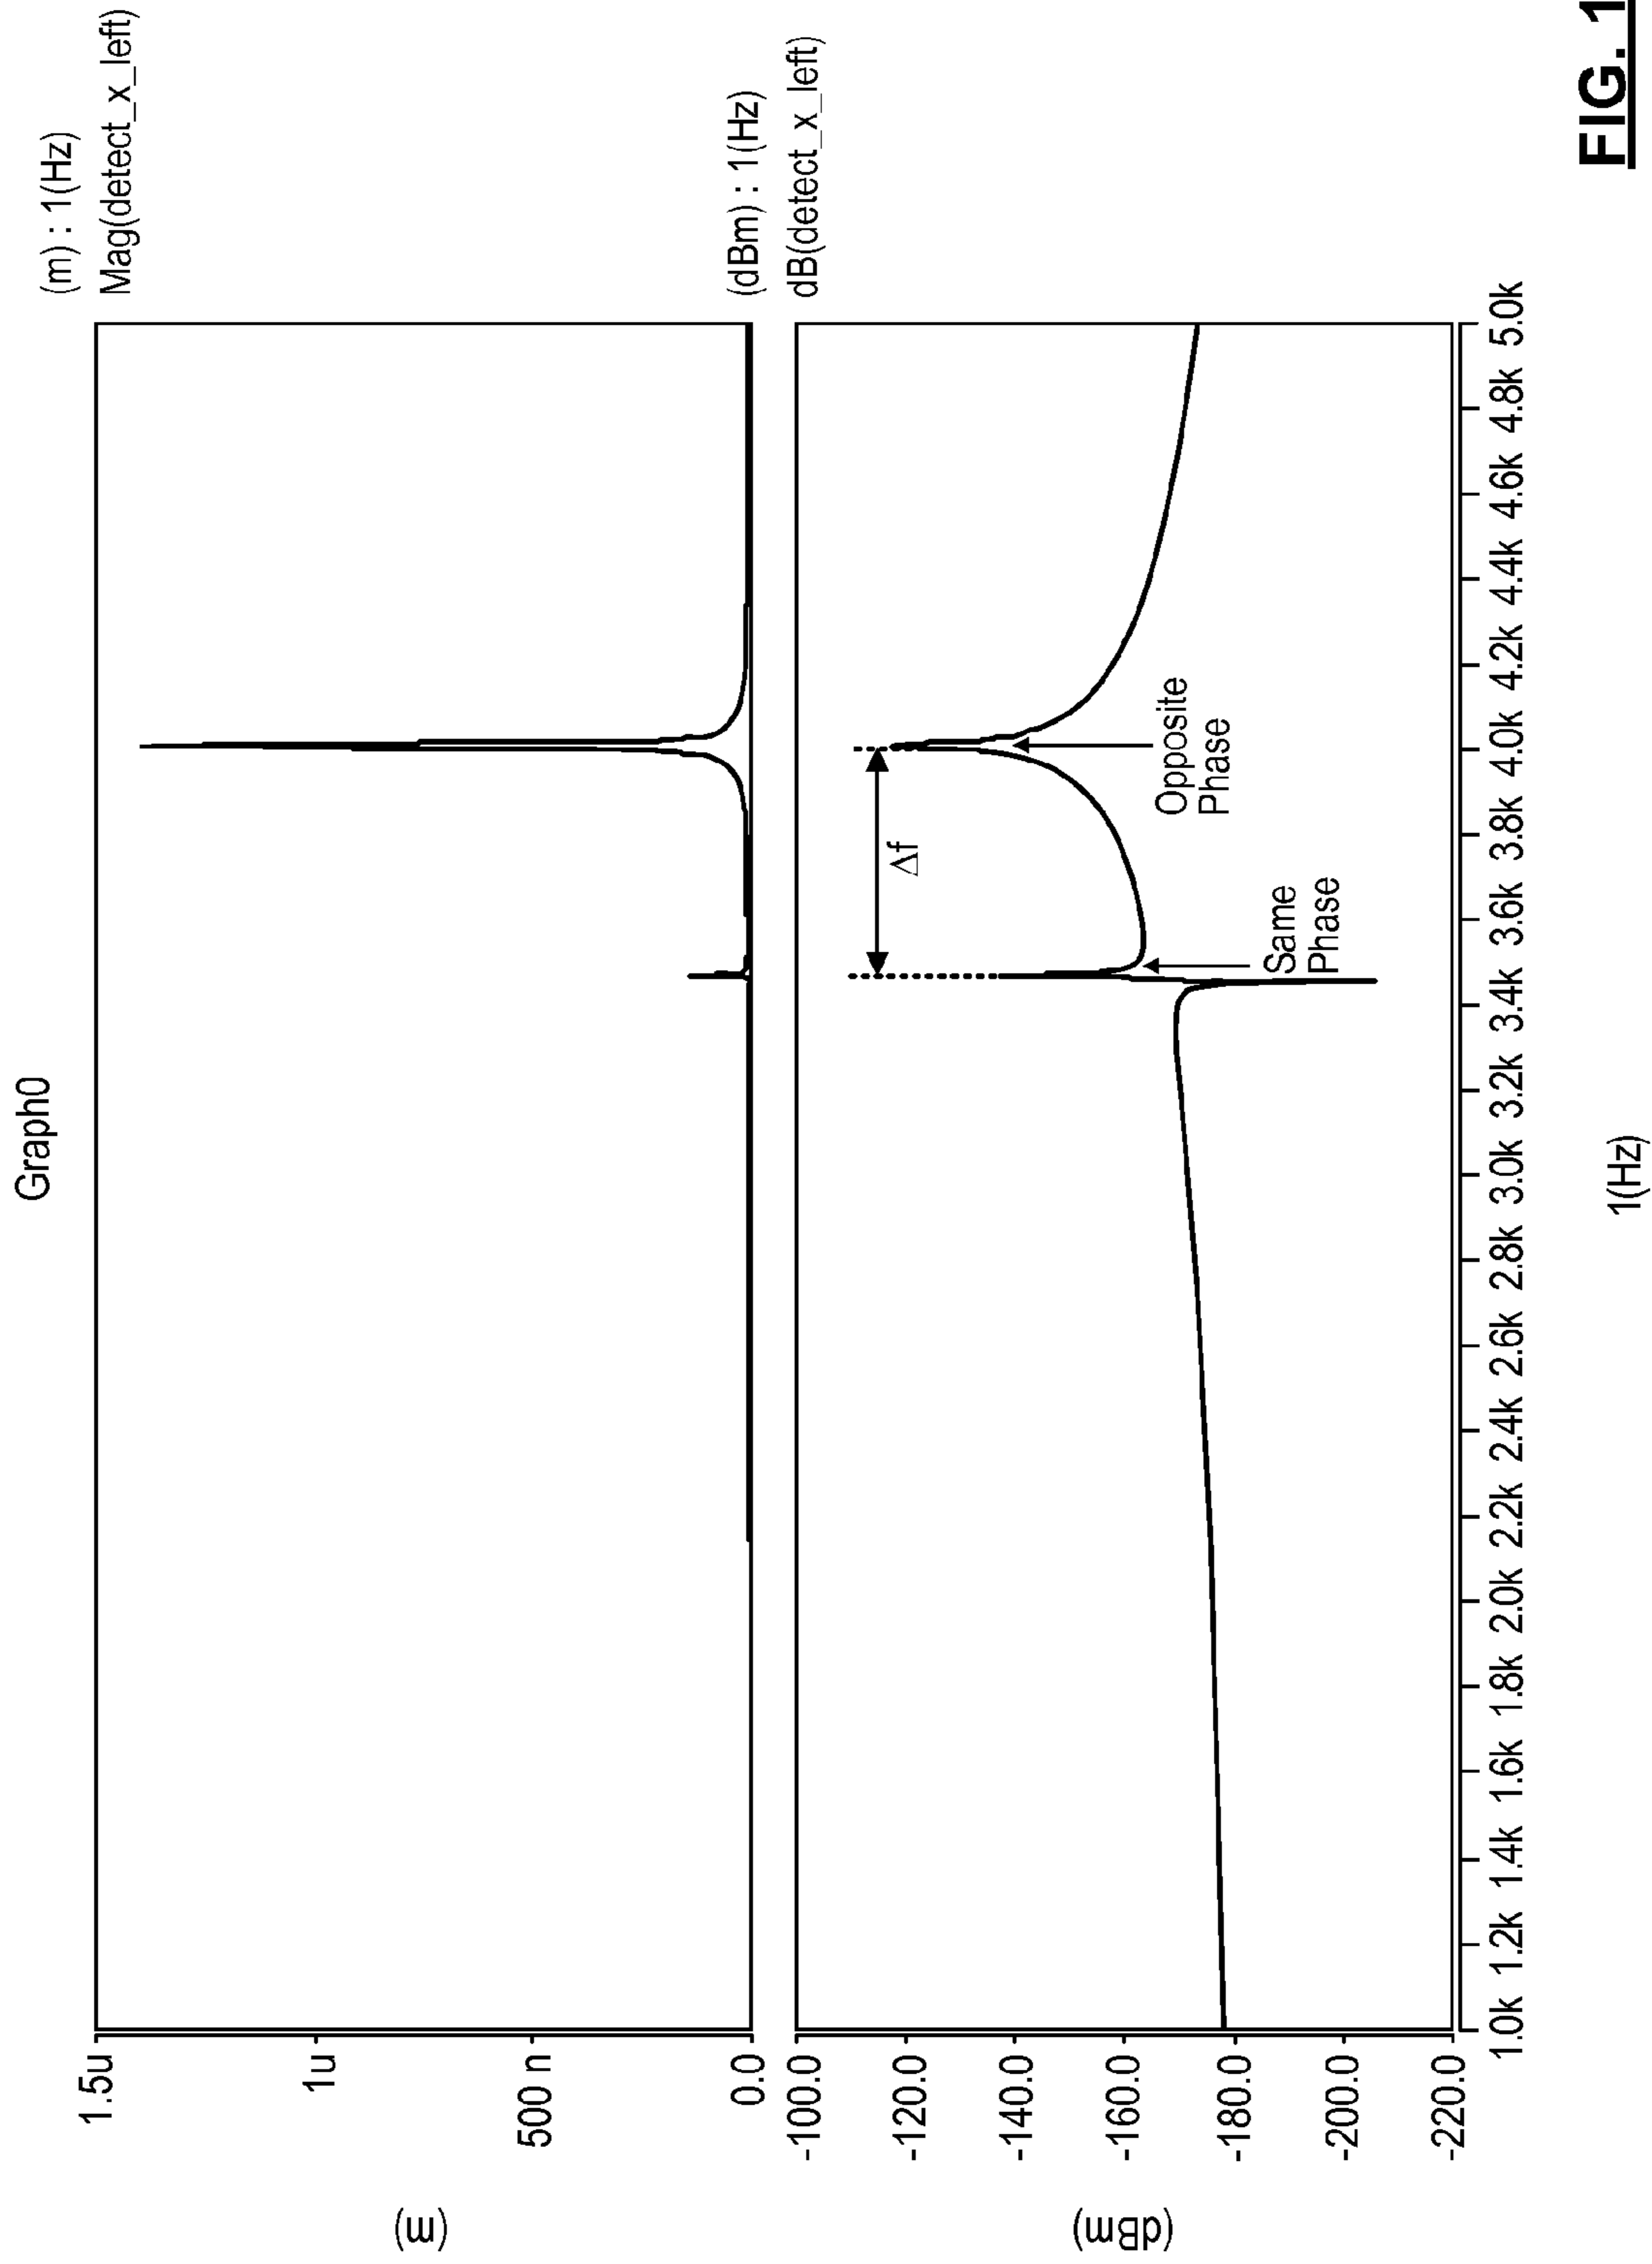 Graph0
(m) : 1(Hz)
Mag(detect_x_left)
(m)
1.5u
1u
500 n
0.0
(dBm) : 1(Hz)
dB(detect_x_left)
(dBm)
-100.0
-120.0
-140.0
-160.0
-180.0
-200.0
-220.0
Δf
Same
Phase
Opposite
Phase
1.0k 1.2k 1.4k 1.6k 1.8k 2.0k 2.2k 2.4k 2.6k 2.8k 3.0k 3.2k 3.4k 3.6k 3.8k 4.0k 4.2k 4.4k 4.6k 4.8k 5.0k
1(Hz)
FIG. 1